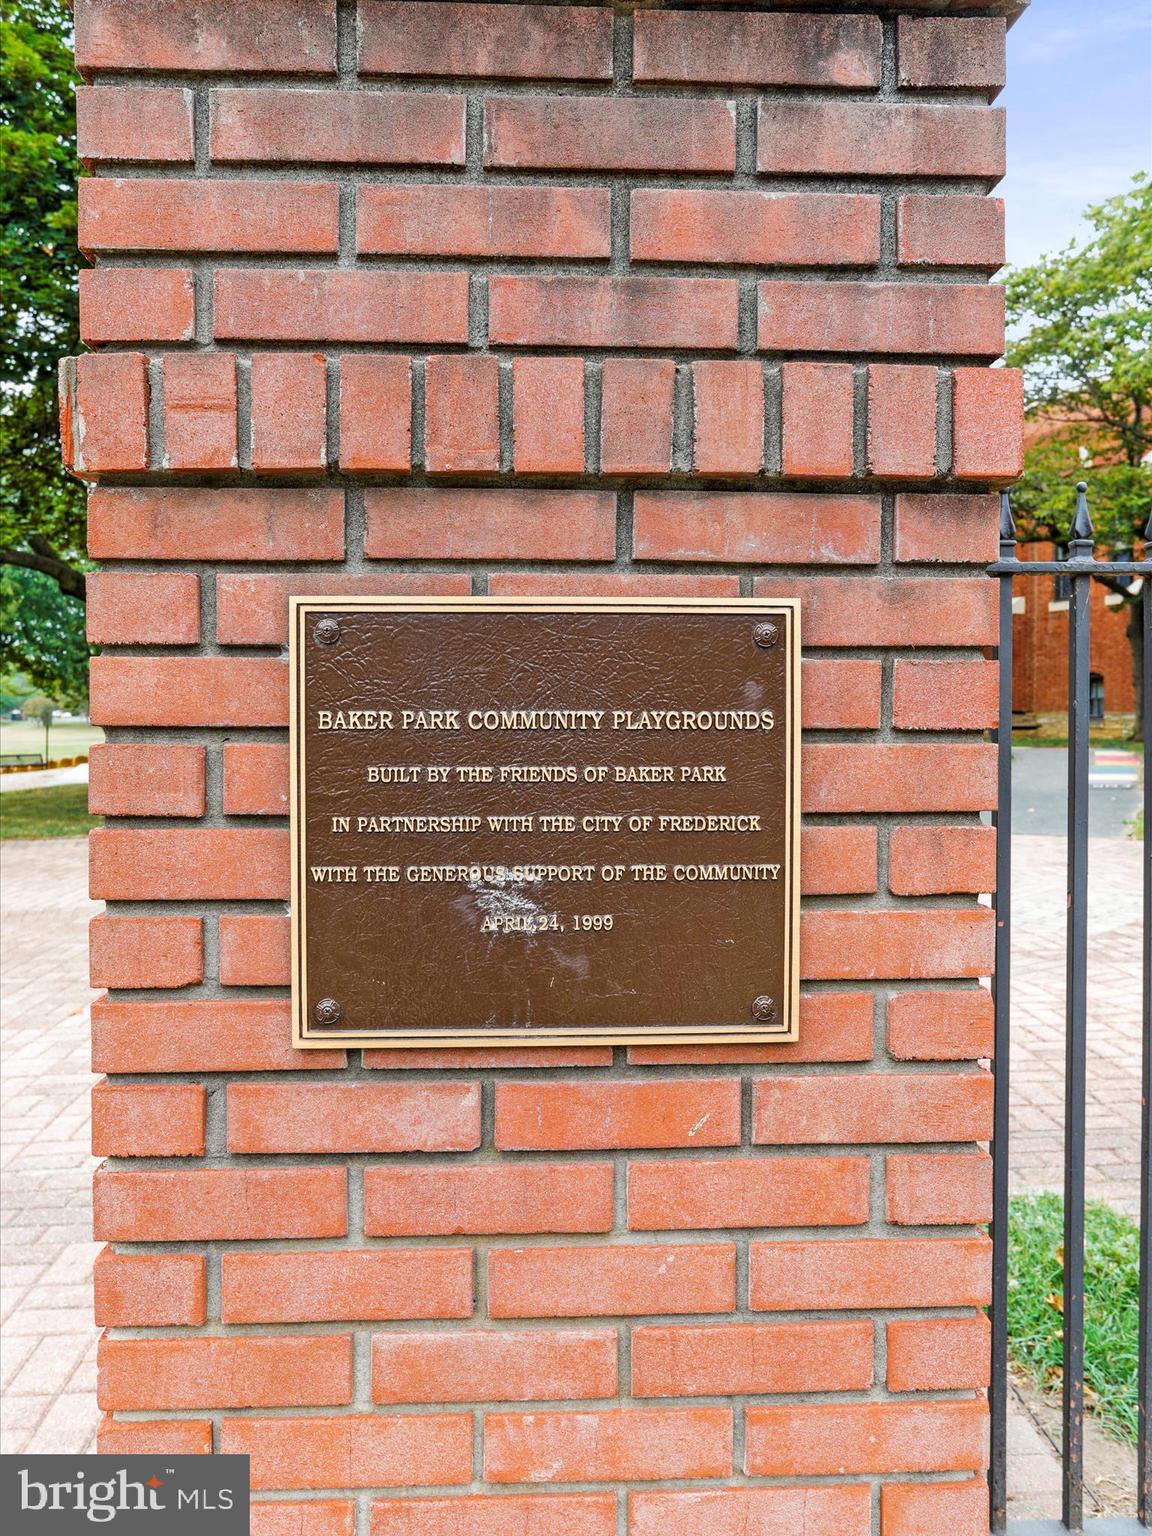 BAKER PARK COMMUNITY PLAYGROUNDS
BUILT BY THE FRIENDS OF BAKER PARK
IN PARTNERSHIP WITH THE CITY OF FREDERICK
WITH THE GENEROUS SUPPORT OF THE COMMUNITY
APRIL 24, 1999
bright™ MLS